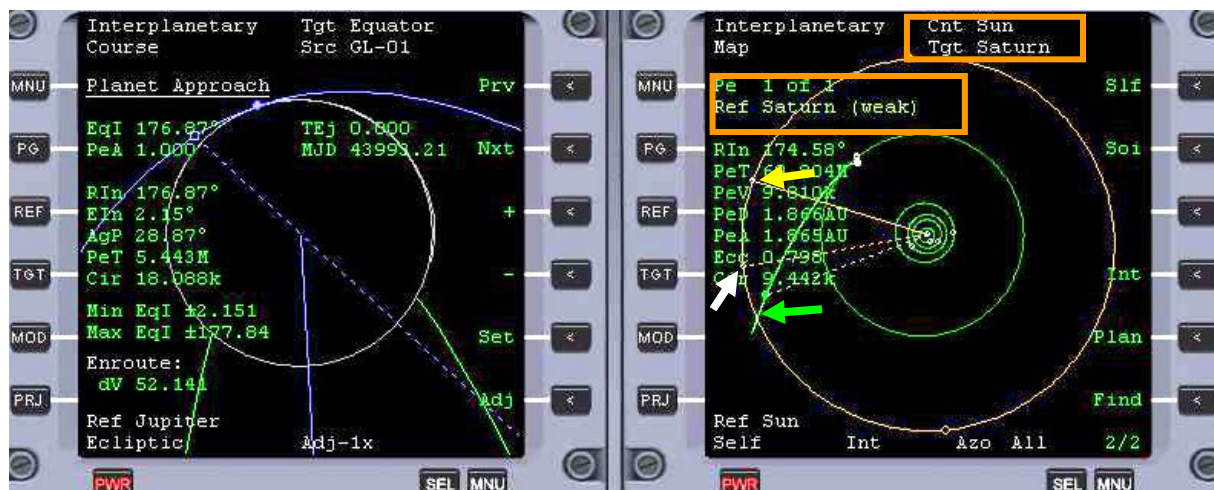 Interplanetary Tgt Equator
Course Src GL-01
MNU
Planet Approach
Prv
<
EqI 176.87° TEj 0.800
PG
PeA 1.000 MJD 43993.21
Nxt
<
RIn 176.87°
REF
EIn 2.15°
+
<
AgP 28.87°
PeT 5.443M
TGT
Cir 18.088k
-
<
Min EqI ±2.151
MOD
Max EqI ±177.84
Set
<
Enroute:
dV 52.141
PRJ
Adj
<
Ref Jupiter
Ecliptic Adj-1x
PWR
SEL
MNU
Interplanetary Cnt Sun
Map Tgt Saturn
MNU
Pe 1 of 1
Slf
<
Ref Saturn (weak)
PG
RIn 174.58°
Soi
<
PeT
PeV 9.810k
REF
<
PeD 1.866AU
PeA 1.865AU
Ecc 0.798
TGT
9.442k
Int
<
MOD
Plan
<
PRJ
Find
<
Ref Sun
Self Int Azo All 2/2
PWR
SEL
MNU